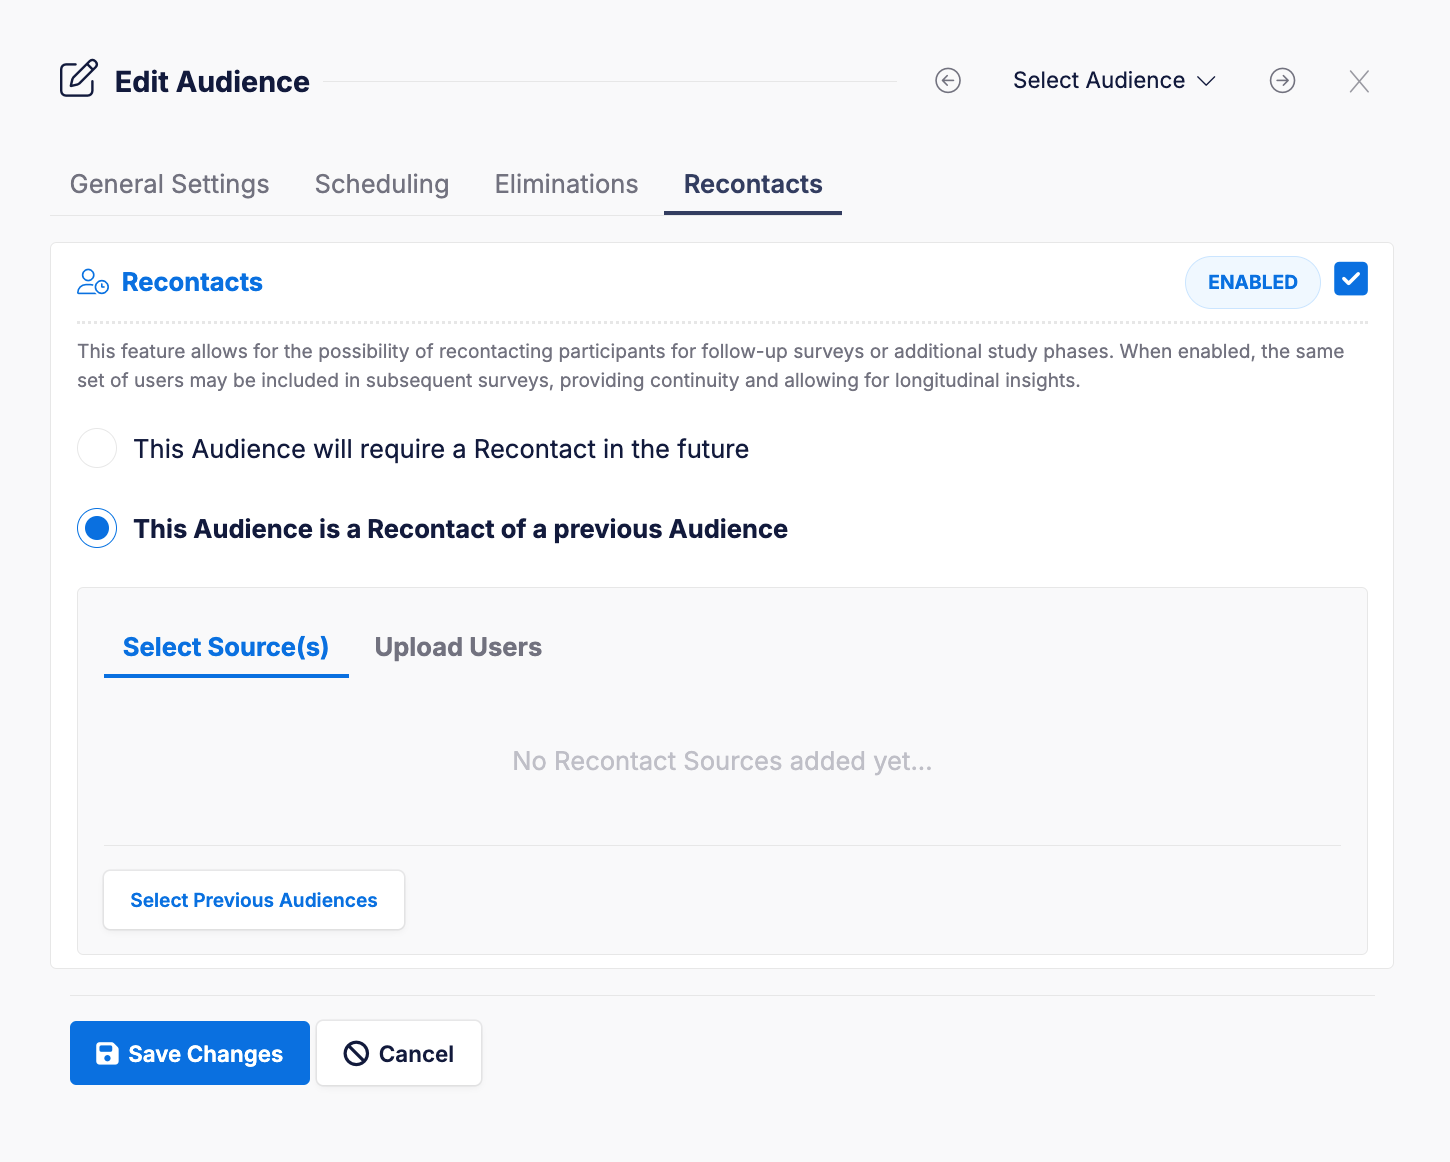 Edit Audience
Select Audience
General Settings
Scheduling
Eliminations
Recontacts
Recontacts
ENABLED
This feature allows for the possibility of recontacting participants for follow-up surveys or additional study phases. When enabled, the same
set of users may be included in subsequent surveys, providing continuity and allowing for longitudinal insights.
This Audience will require a Recontact in the future
This Audience is a Recontact of a previous Audience
Select Source(s)
Upload Users
No Recontact Sources added yet...
Select Previous Audiences
Save Changes
Cancel